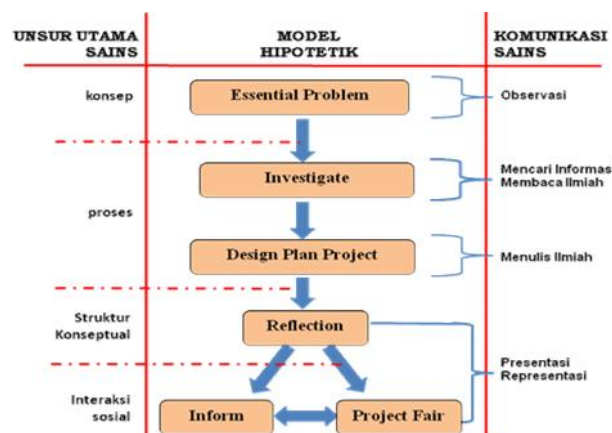 UNSUR UTAMA
SAINS
MODEL
HIPOTETIK
KOMUNIKASI
SAINS
konsep
Essential Problem
Observasi
Investigate
Mencari Informas
Membaca Ilmiah
proses
Design Plan Project
Menulis Ilmiah
Struktur
Konseptual
Reflection
Presentasi
Representasi
Interaksi
sosial
Inform
Project Fair